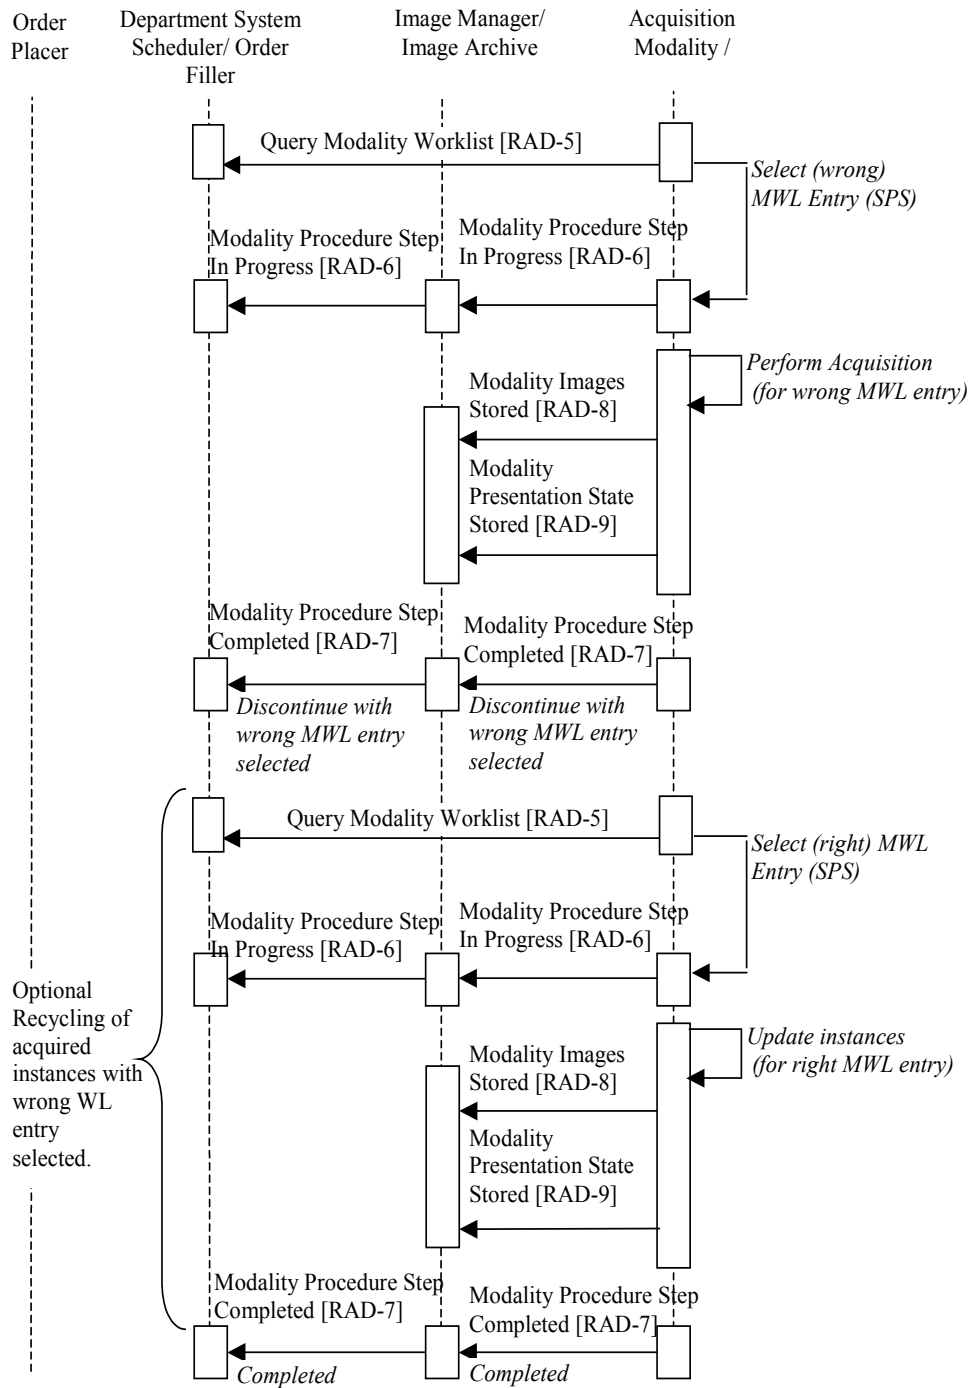 Order
Placer
Department System
Scheduler/ Order
Filler
Image Manager/
Image Archive
Acquisition
Modality /
Query Modality Worklist [RAD-5]
Select (wrong)
MWL Entry (SPS)
Modality Procedure Step
In Progress [RAD-6]
Modality Procedure Step
In Progress [RAD-6]
Perform Acquisition
(for wrong MWL entry)
Modality Images
Stored [RAD-8]
Modality
Presentation State
Stored [RAD-9]
Modality Procedure Step
Completed [RAD-7]
Modality Procedure Step
Completed [RAD-7]
Discontinue with
wrong MWL entry
selected
Discontinue with
wrong MWL entry
selected
Query Modality Worklist [RAD-5]
Select (right) MWL
Entry (SPS)
Modality Procedure Step
In Progress [RAD-6]
Modality Procedure Step
In Progress [RAD-6]
Optional
Recycling of
acquired
instances with
wrong WL
entry
selected.
Update instances
(for right MWL entry)
Modality Images
Stored [RAD-8]
Modality
Presentation State
Stored [RAD-9]
Modality Procedure Step
Completed [RAD-7]
Modality Procedure Step
Completed [RAD-7]
Completed
Completed